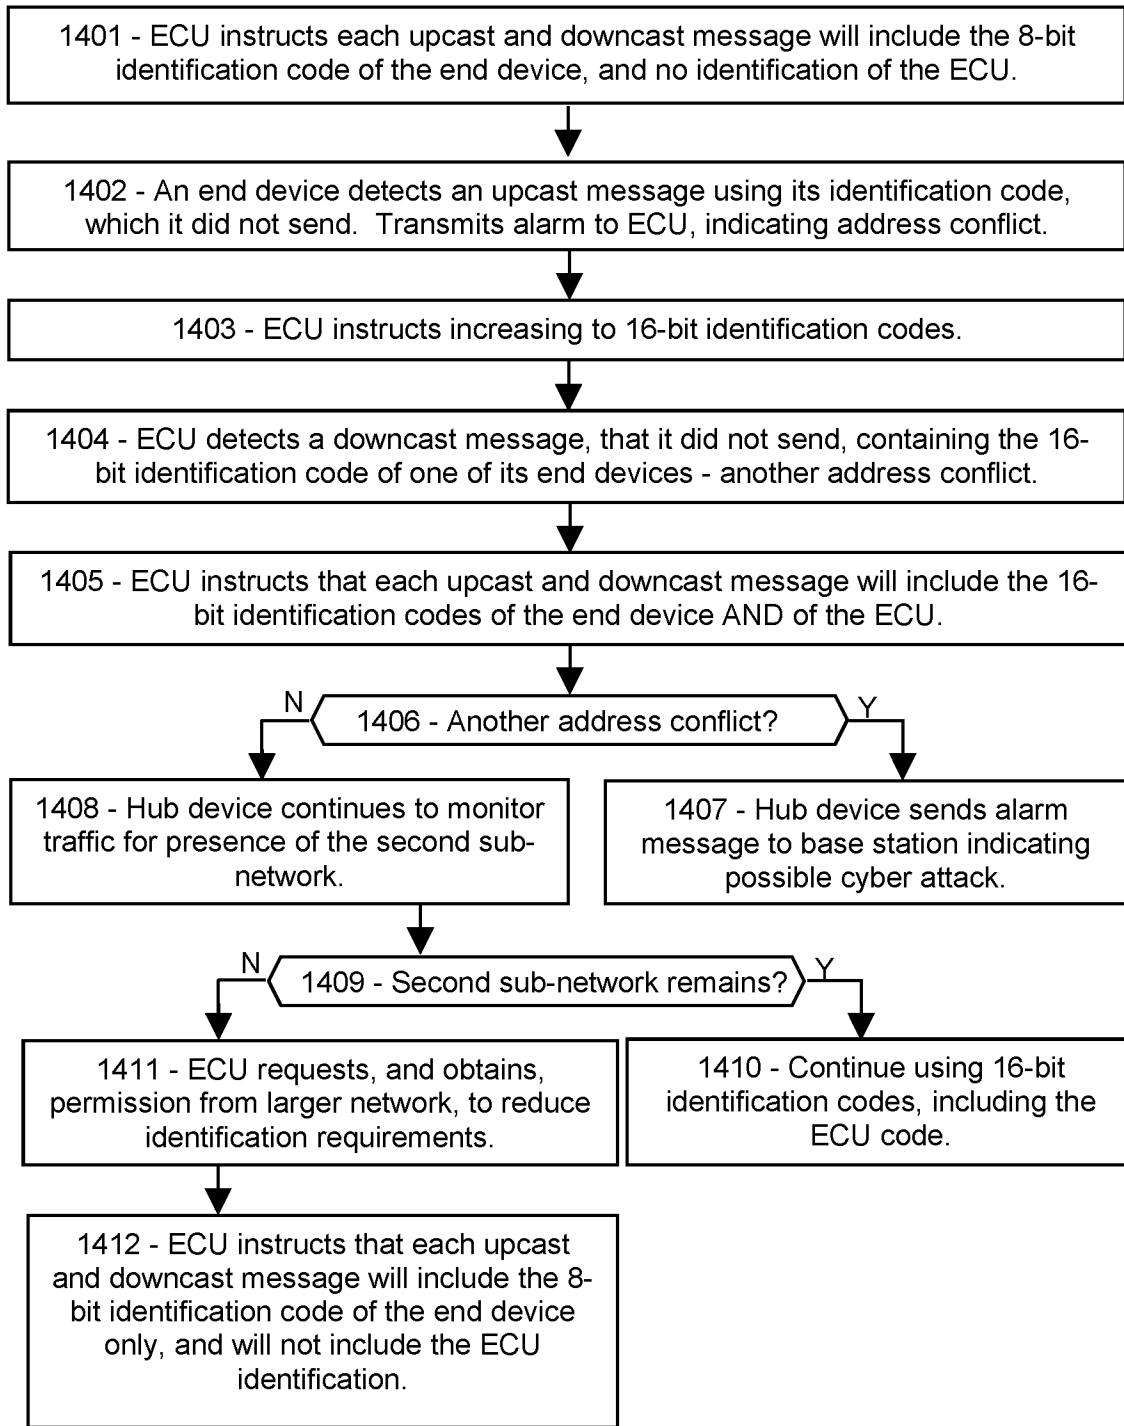 1401 - ECU instructs each upcast and downcast message will include the 8-bit
identification code of the end device, and no identification of the ECU.
1402 - An end device detects an upcast message using its identification code,
which it did not send.  Transmits alarm to ECU, indicating address conflict.
1403 - ECU instructs increasing to 16-bit identification codes.
1404 - ECU detects a downcast message, that it did not send, containing the 16-
bit identification code of one of its end devices - another address conflict.
1405 - ECU instructs that each upcast and downcast message will include the 16-
bit identification codes of the end device AND of the ECU.
N
1406 - Another address conflict?
Y
1408 - Hub device continues to monitor
traffic for presence of the second sub-
network.
1407 - Hub device sends alarm
message to base station indicating
possible cyber attack.
N
1409 - Second sub-network remains?
Y
1411 - ECU requests, and obtains,
permission from larger network, to reduce
identification requirements.
1410 - Continue using 16-bit
identification codes, including the
ECU code.
1412 - ECU instructs that each upcast
and downcast message will include the 8-
bit identification code of the end device
only, and will not include the ECU
identification.